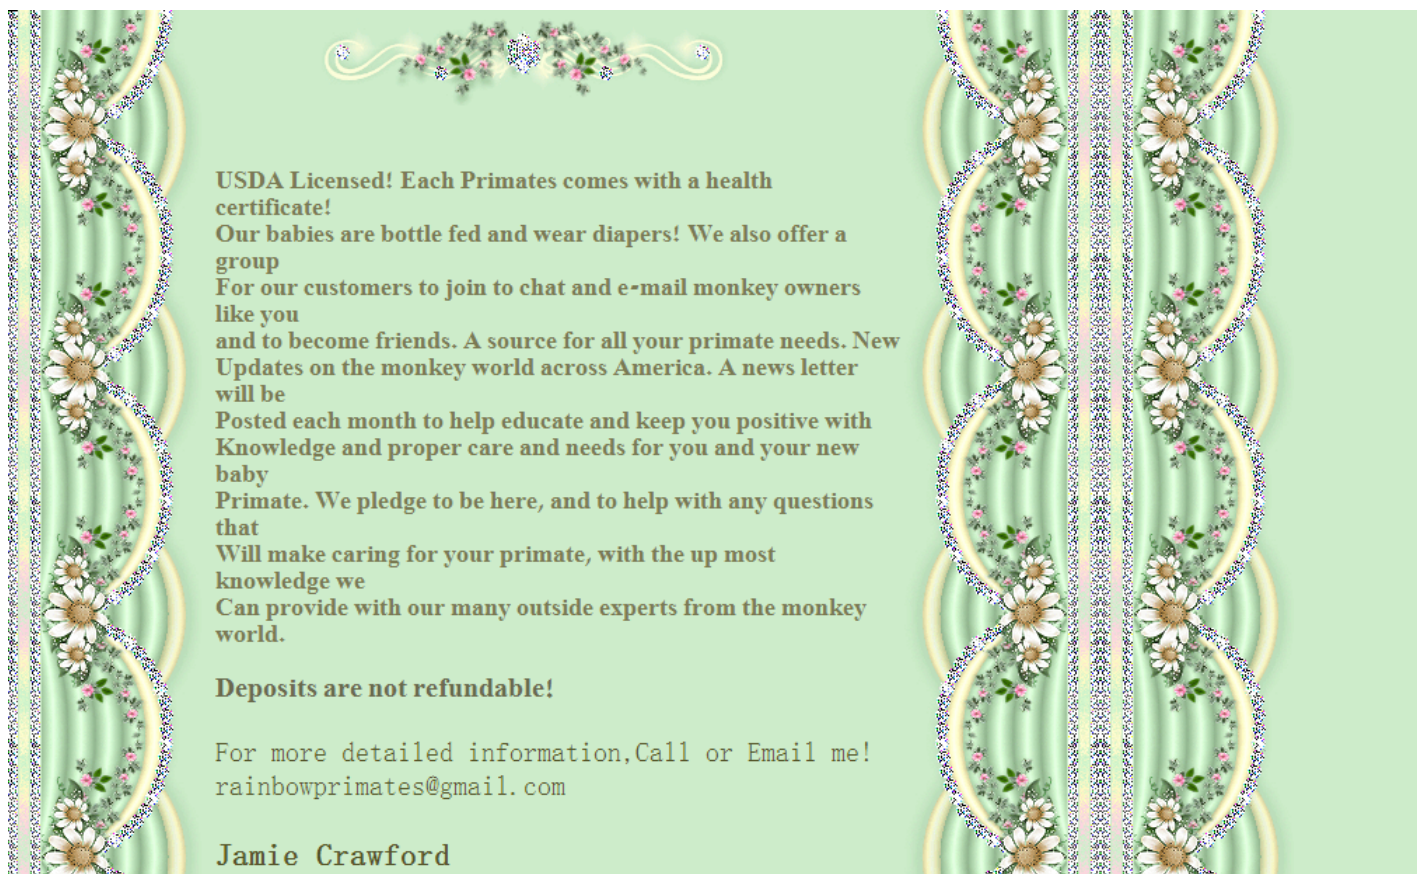 USDA Licensed! Each Primates comes with a health
certificate!
Our babies are bottle fed and wear diapers! We also offer a
group
For our customers to join to chat and e-mail monkey owners
like you
and to become friends. A source for all your primate needs. New
Updates on the monkey world across America. A news letter
will be
Posted each month to help educate and keep you positive with
Knowledge and proper care and needs for you and your new
baby
Primate. We pledge to be here, and to help with any questions
that
Will make caring for your primate, with the up most
knowledge we
Can provide with our many outside experts from the monkey
world.
Deposits are not refundable!
For more detailed information,Call or Email me!
rainbowprimates@gmail.com
Jamie Crawford